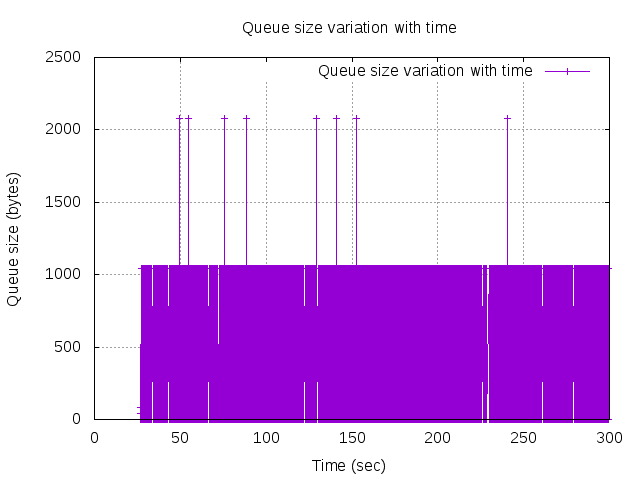 Queue size variation with time
2500
Queue size variation with time
2000
1500
Queue size (bytes)
1000
500
0
0 50 100 150 200 250 300
Time (sec)